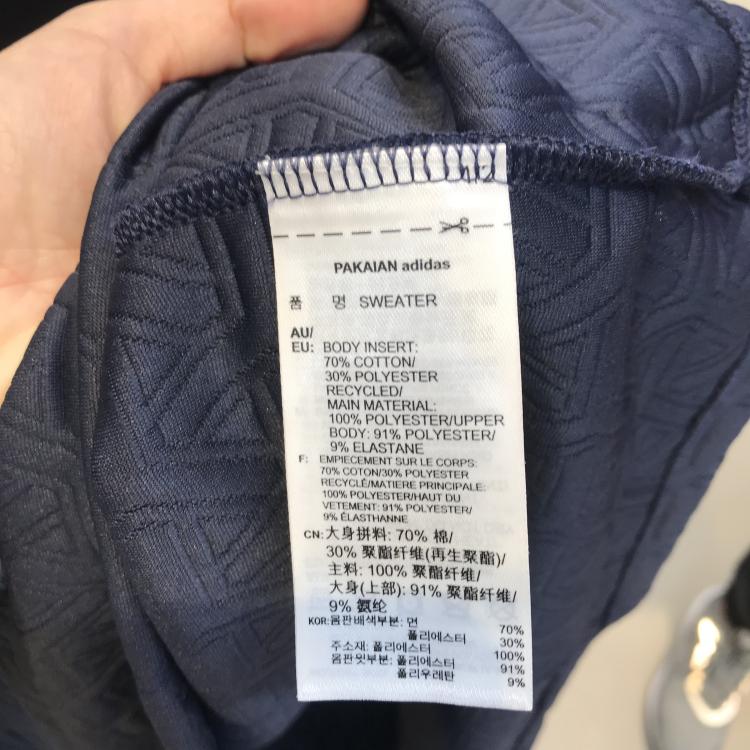 PAKAIAN adidas
품 명 SWEATER
AU/
EU: BODY INSERT:
70% COTTON/
30% POLYESTER
RECYCLED/
MAIN MATERIAL:
100% POLYESTER/UPPER
BODY: 91% POLYESTER/
9% ELASTANE
F: EMPIECEMENT SUR LE CORPS:
70% COTON/30% POLYESTER
RECYCLÉ/MATIERE PRINCIPALE:
100% POLYESTER/HAUT DU
VETEMENT: 91% POLYESTER/
9% ÉLASTHANNE
CN: 大身拼料: 70% 棉/
30% 聚酯纤维(再生聚酯)/
主料: 100% 聚酯纤维/
大身(上部): 91% 聚酯纤维/
9% 氨纶
KOR: 몸판배색부분: 면 70%
폴리에스터 30%
주소재: 폴리에스터 100%
몸판윗부분: 폴리에스터 91%
폴리우레탄 9%